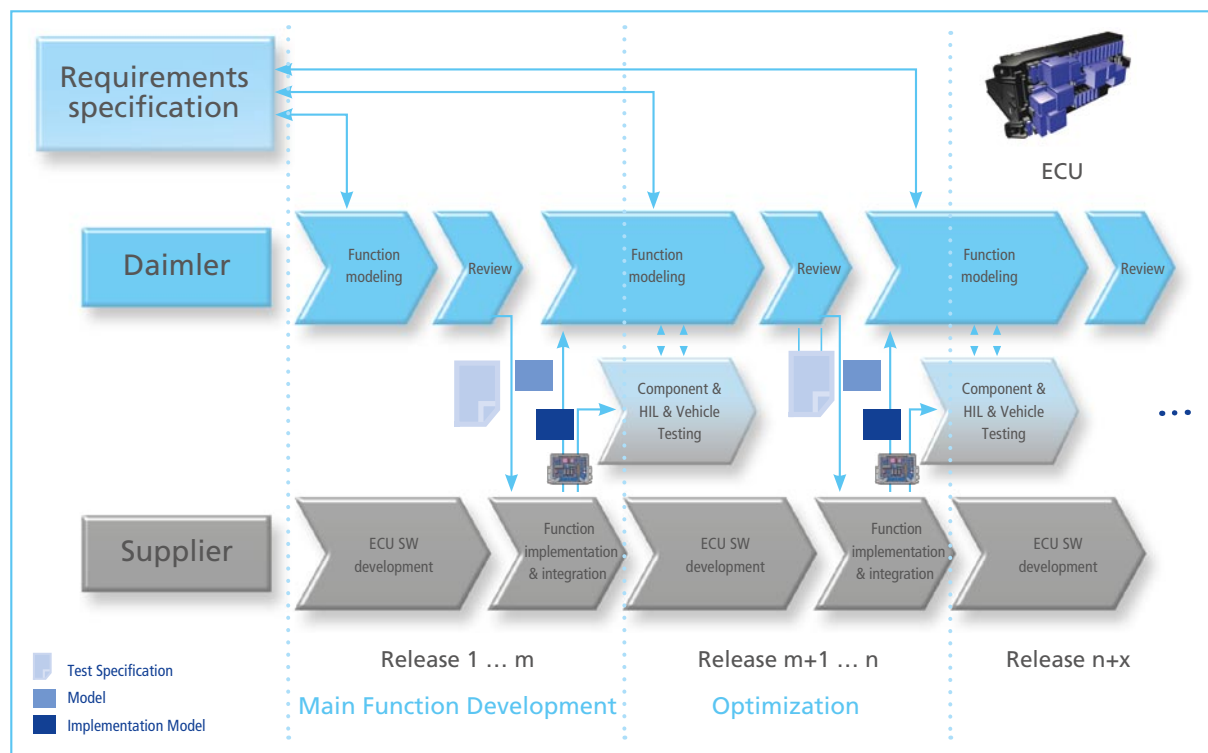 Requirements
specification
ECU
Daimler
Function
modeling
Review
Function
modeling
Review
Function
modeling
Review
Component &
HIL & Vehicle
Testing
Component &
HIL & Vehicle
Testing
...
Supplier
ECU SW
development
Function
implementation
& integration
ECU SW
development
Function
implementation
& integration
ECU SW
development
Test Specification
Model
Implementation Model
Release 1 ... m
Release m+1 ... n
Release n+x
Main Function Development
Optimization